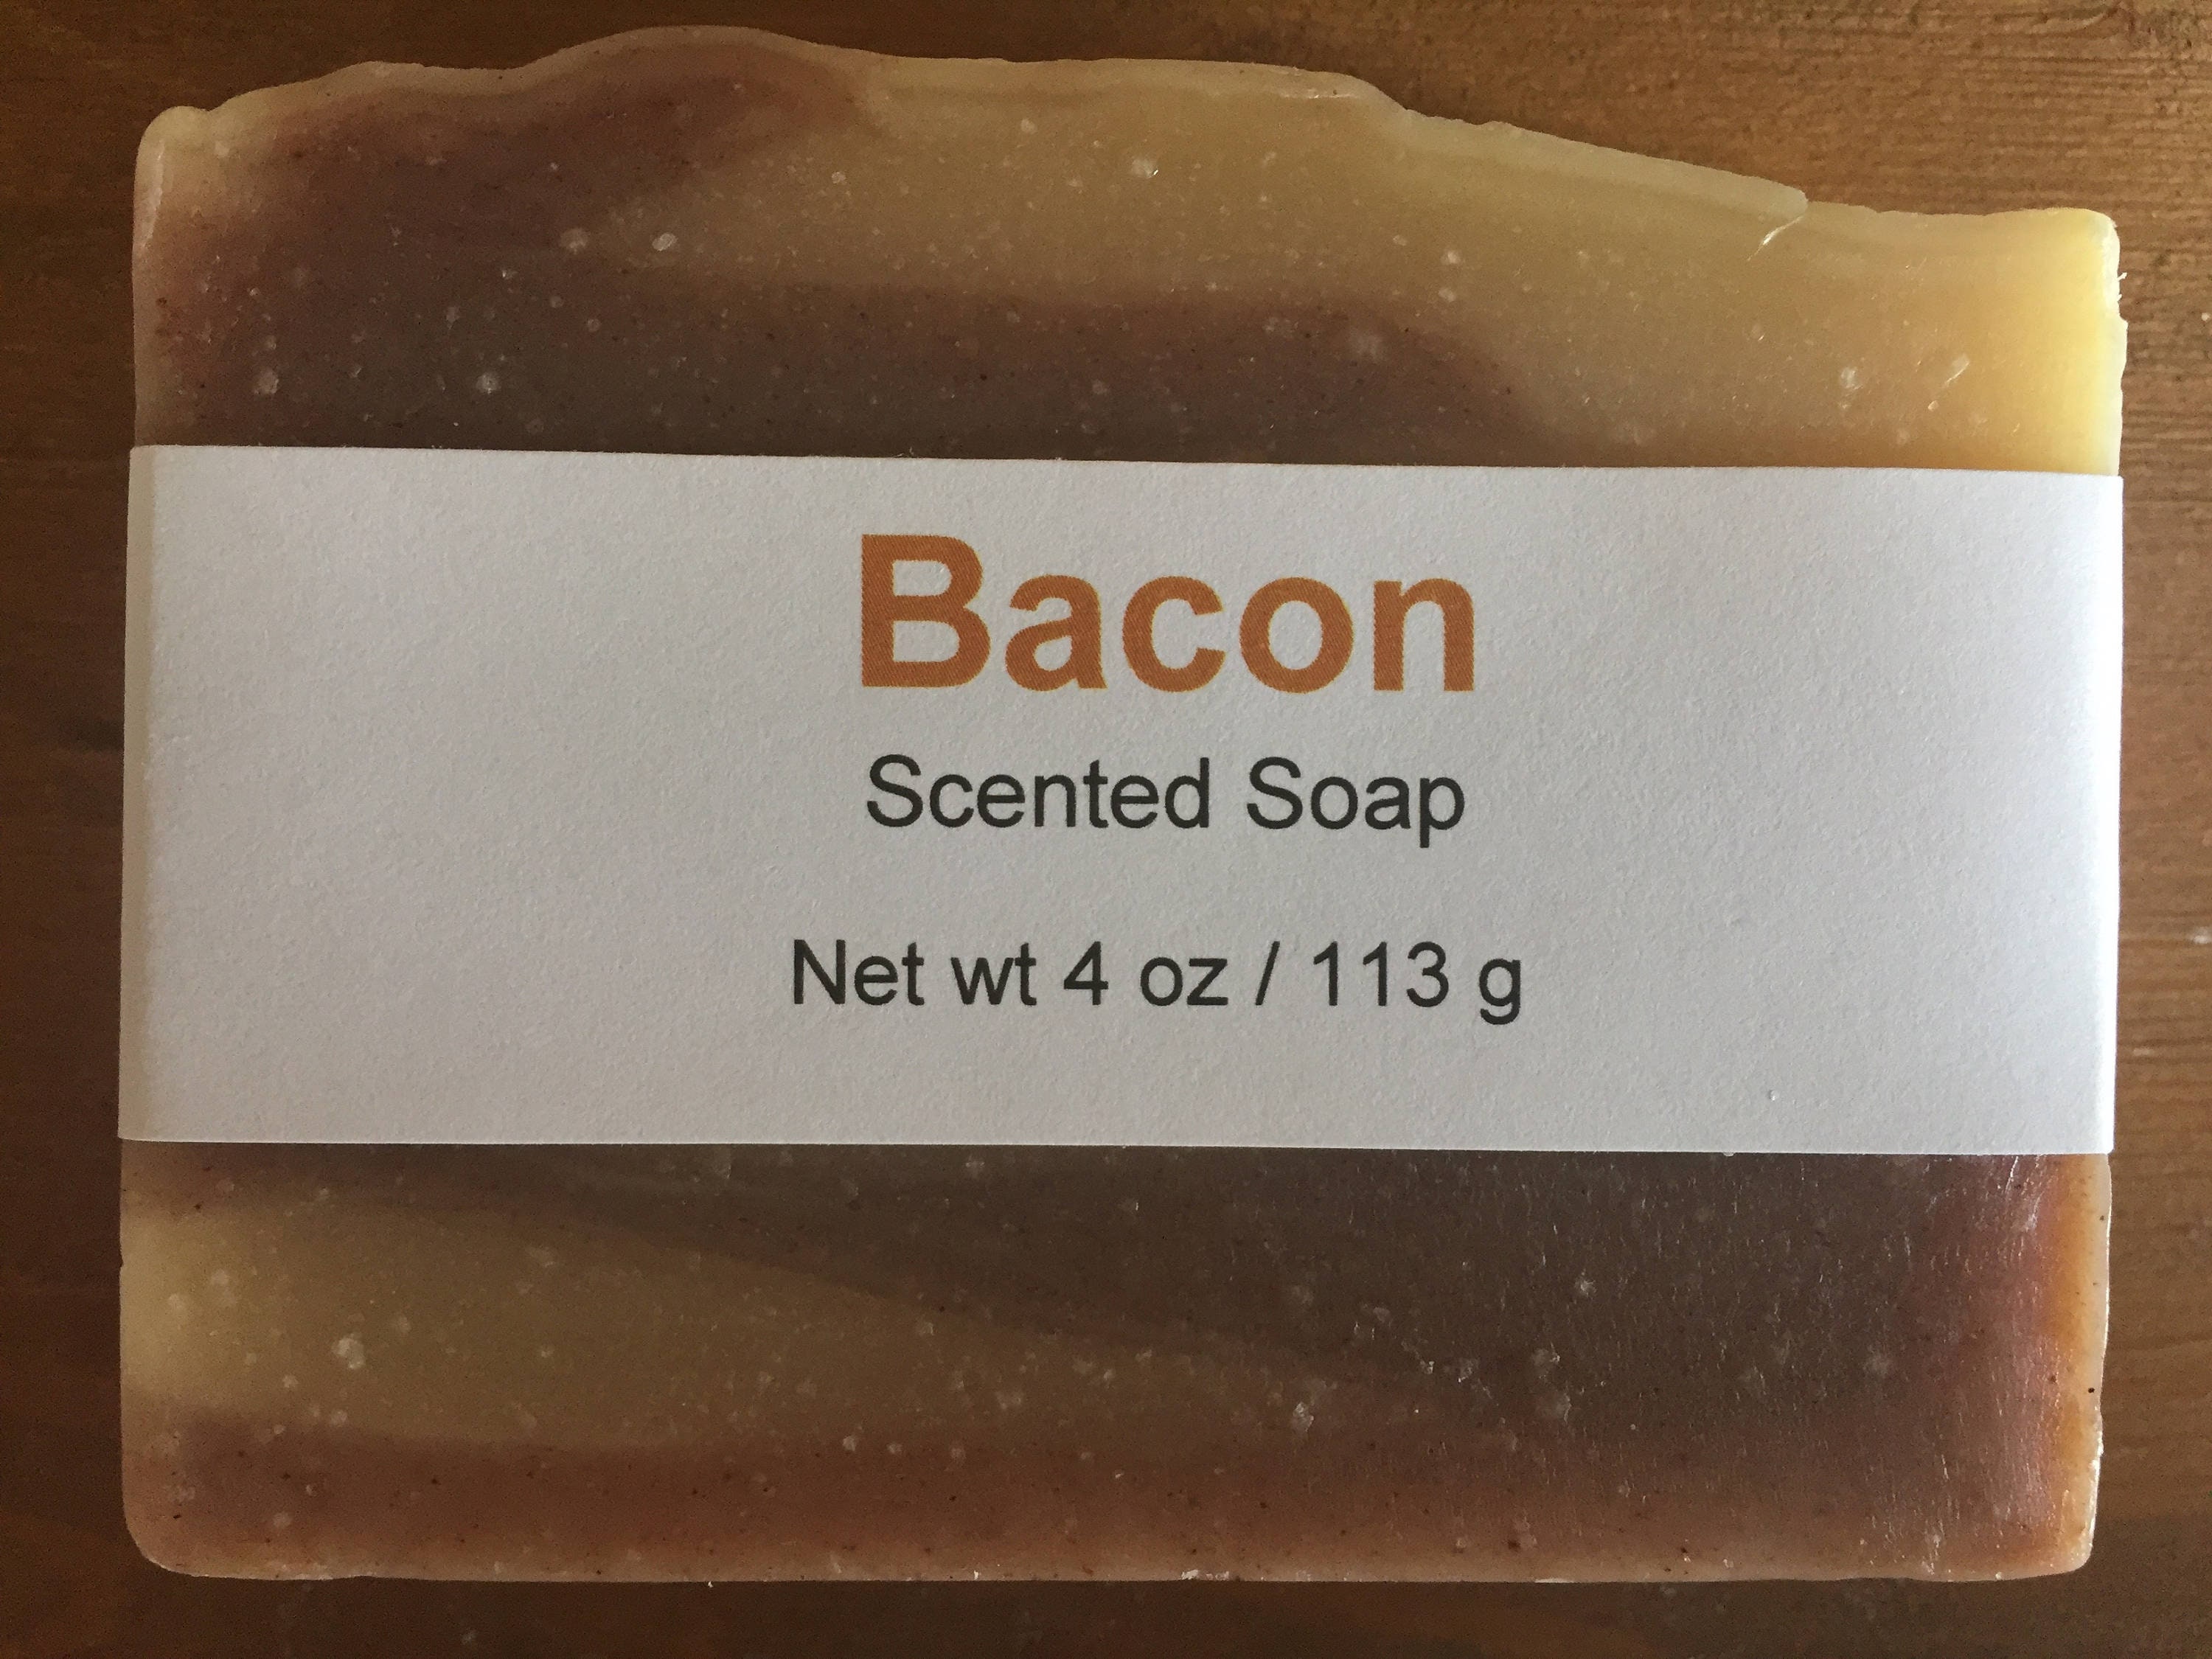 Bacon
Scented Soap
Net wt 4 oz / 113 g